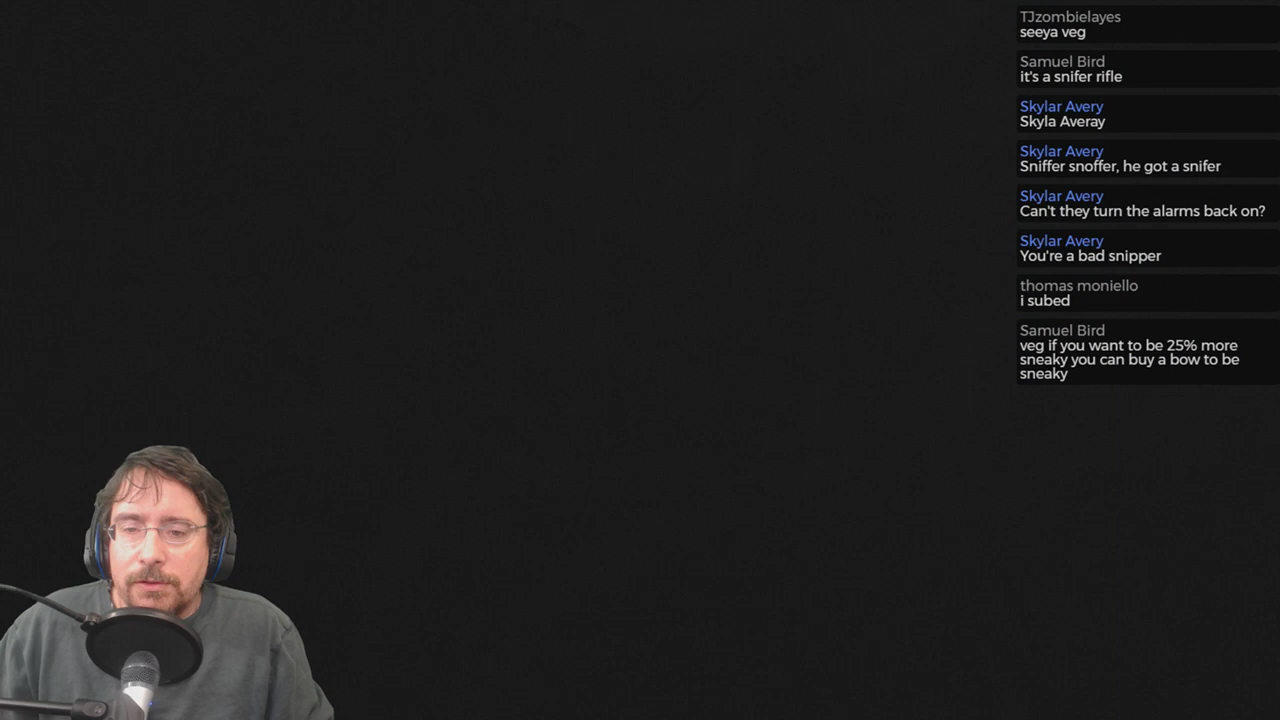 TJzombielayes
seeya veg
Samuel Bird
it's a snifer rifle
Skylar Avery
Skyla Averay
Skylar Avery
Sniffer snoffer, he got a snifer
Skylar Avery
Can't they turn the alarms back on?
Skylar Avery
You're a bad snipper
thomas moniello
i subed
Samuel Bird
veg if you want to be 25% more
sneaky you can buy a bow to be
sneaky